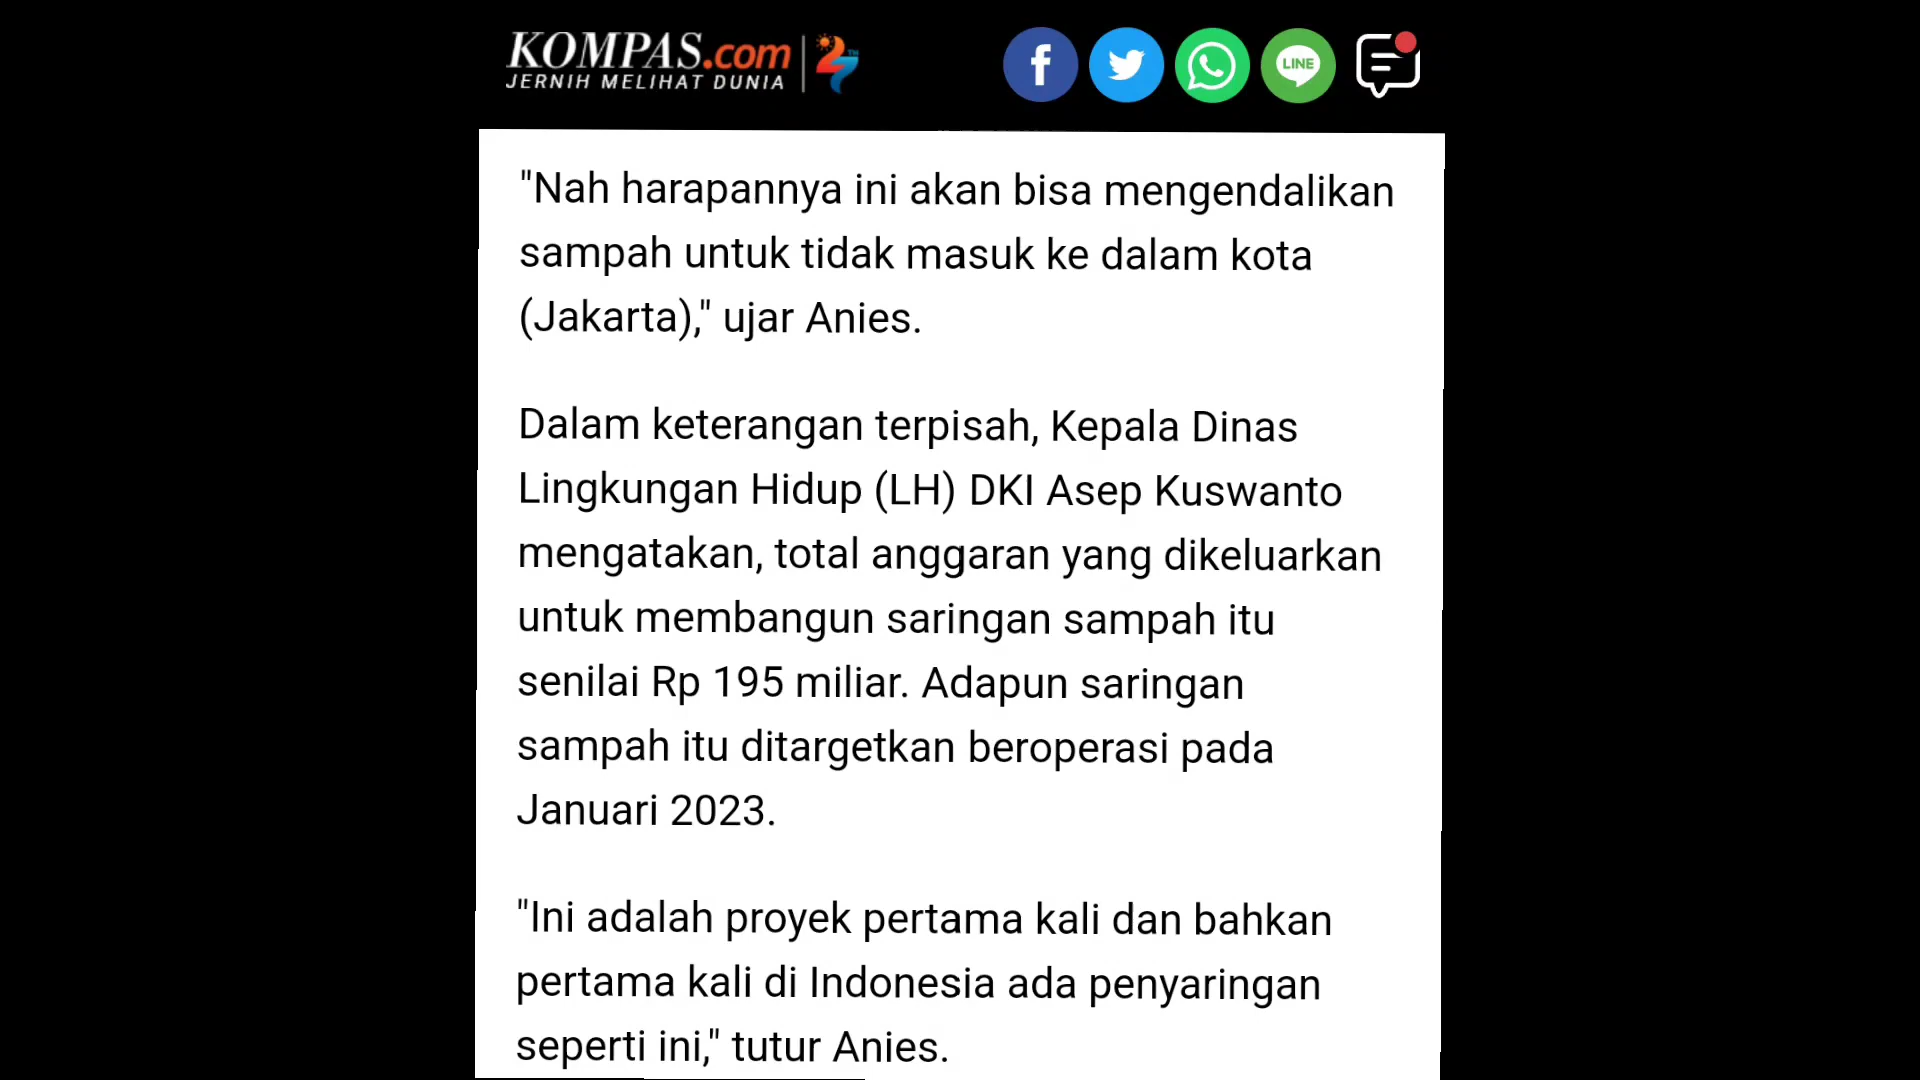 KOMPAS.com
JERNIH MELIHAT DUNIA
LINE
"Nah harapannya ini akan bisa mengendalikan
sampah untuk tidak masuk ke dalam kota
(Jakarta)," ujar Anies.
Dalam keterangan terpisah, Kepala Dinas
Lingkungan Hidup (LH) DKI Asep Kuswanto
mengatakan, total anggaran yang dikeluarkan
untuk membangun saringan sampah itu
senilai Rp 195 miliar. Adapun saringan
sampah itu ditargetkan beroperasi pada
Januari 2023.
"Ini adalah proyek pertama kali dan bahkan
pertama kali di Indonesia ada penyaringan
seperti ini," tutur Anies.